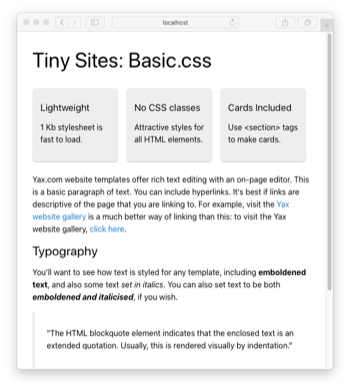 localhost
Tiny Sites: Basic.css
Lightweight
1 Kb stylesheet is
fast to load.
No CSS classes
Attractive styles for
all HTML elements.
Cards Included
Use <section> tags
to make cards.
Yax.com website templates offer rich text editing with an on-page editor. This
is a basic paragraph of text. You can include hyperlinks. It's best if links are
descriptive of the page that you are linking to. For example, visit the Yax
website gallery is a much better way of linking than this: to visit the Yax
website gallery, click here.
Typography
You'll want to see how text is styled for any template, including emboldened
text, and also some text set in italics. You can also set text to be both
emboldened and italicised, if you wish.
"The HTML blockquote element indicates that the enclosed text is an
extended quotation. Usually, this is rendered visually by indentation."